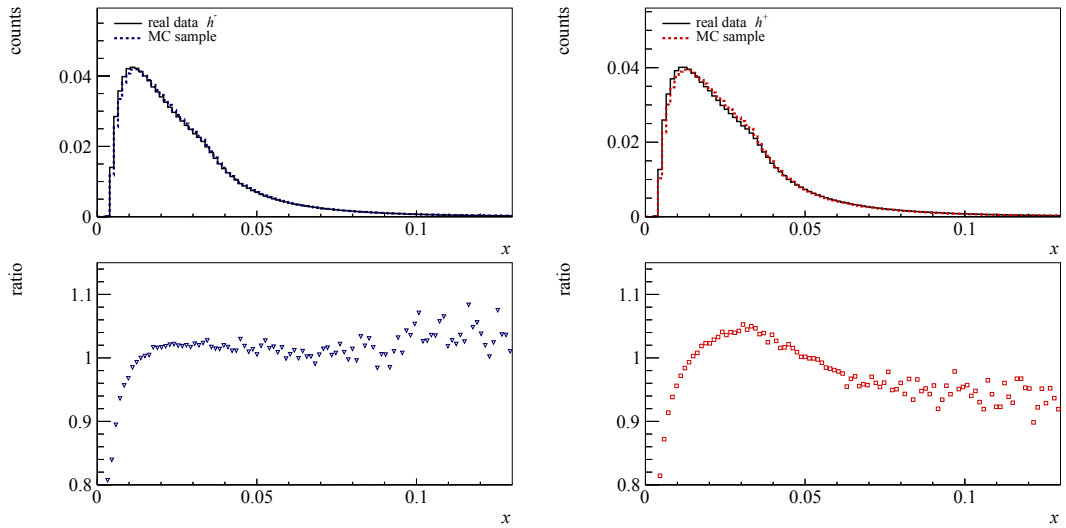 counts
real data h⁻
MC sample
0.04
0.02
0
0
0.05
0.1
x
counts
real data h⁺
MC sample
0.04
0.02
0
0
0.05
0.1
x
ratio
1.1
1
0.9
0.8
0
0.05
0.1
x
ratio
1.1
1
0.9
0.8
0
0.05
0.1
x